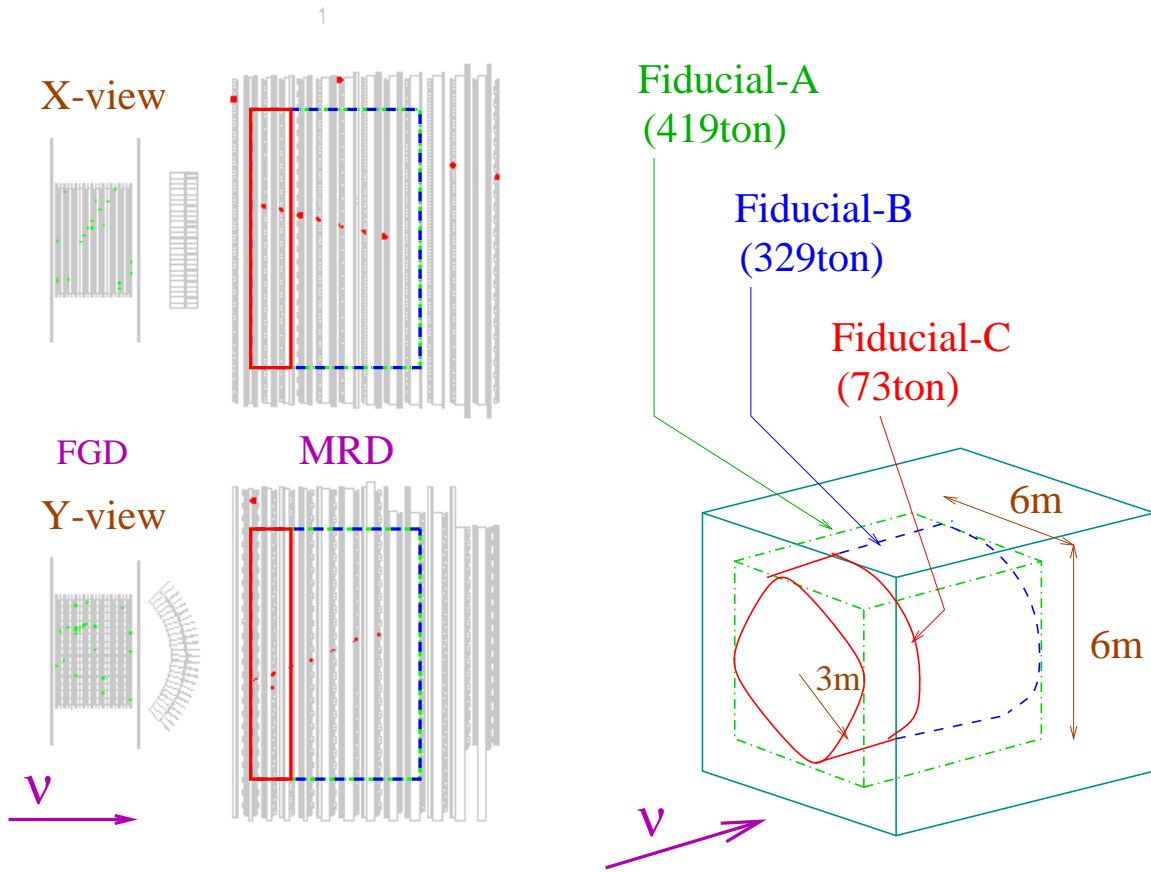 1
X-view
FGD
MRD
Y-view
ν
Fiducial-A
(419ton)
Fiducial-B
(329ton)
Fiducial-C
(73ton)
6m
6m
3m
ν